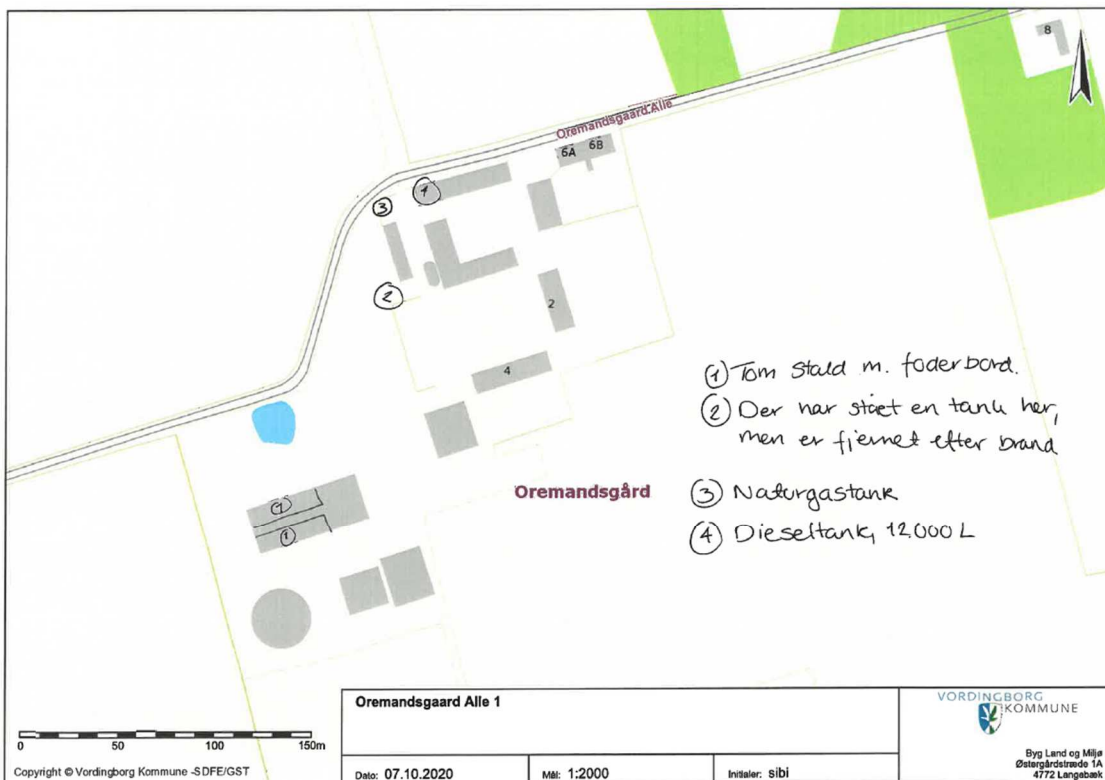 8
Oremandsgaard Alle
6A 6B
4
3
2
2
4
1 Tom stald m. foderbord.
2 Der har stået en tank her,
men er fjernet efter brand
Oremandsgård
3 Naturgastank
4 Dieseltank, 12.000 L
1
1
0 50 100 150m
Copyright © Vordingborg Kommune -SDFE/GST
Oremandsgaard Alle 1
Dato: 07.10.2020
Mål: 1:2000
Initialer: sibi
VORDINGBORG
KOMMUNE
Byg Land og Miljø
Østergårdstræde 1A
4772 Langebæk